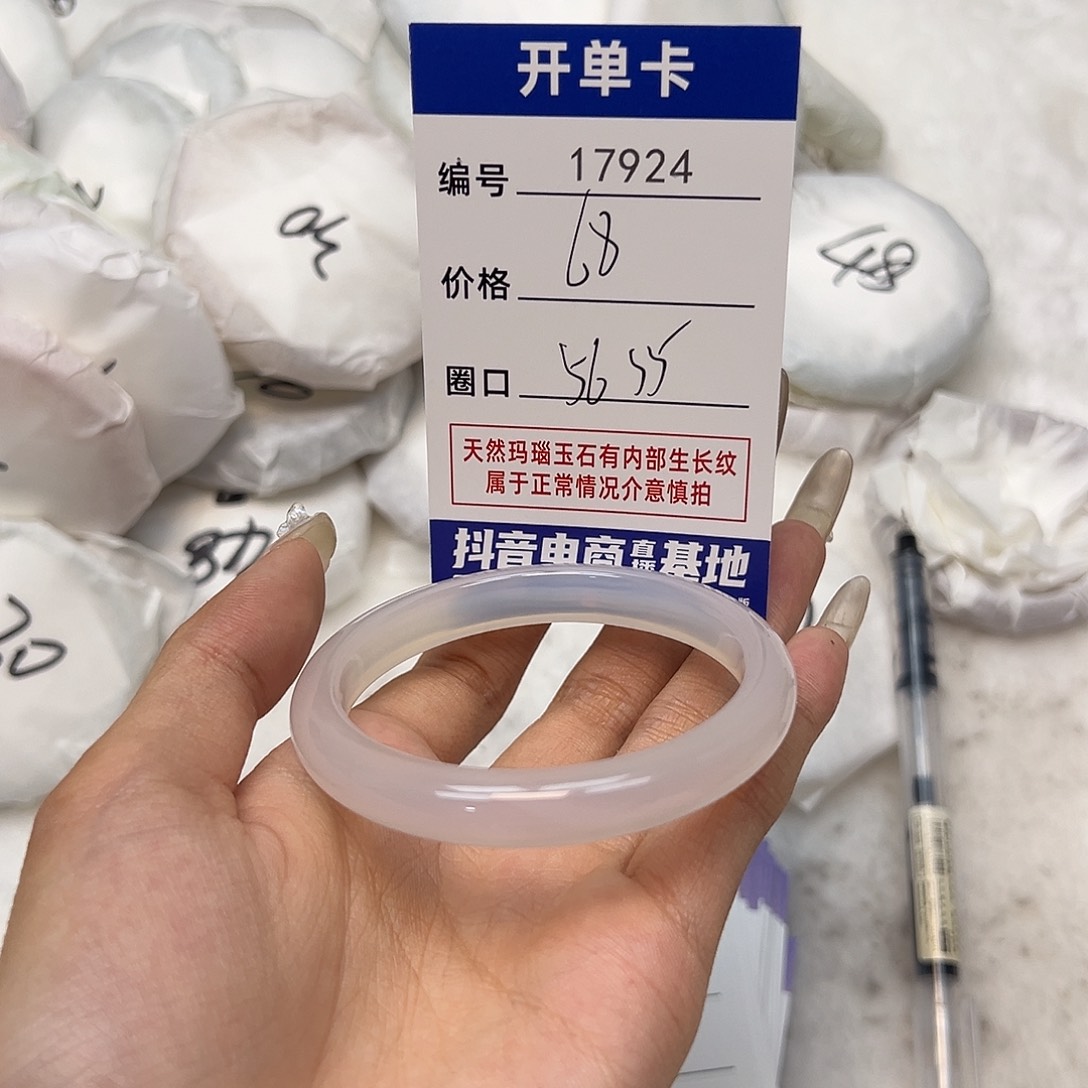 开单卡
编号 17924
价格 68
圈口 56 55
天然玛瑙玉石有内部生长纹
属于正常情况介意慎拍
抖音电商直播基地
48